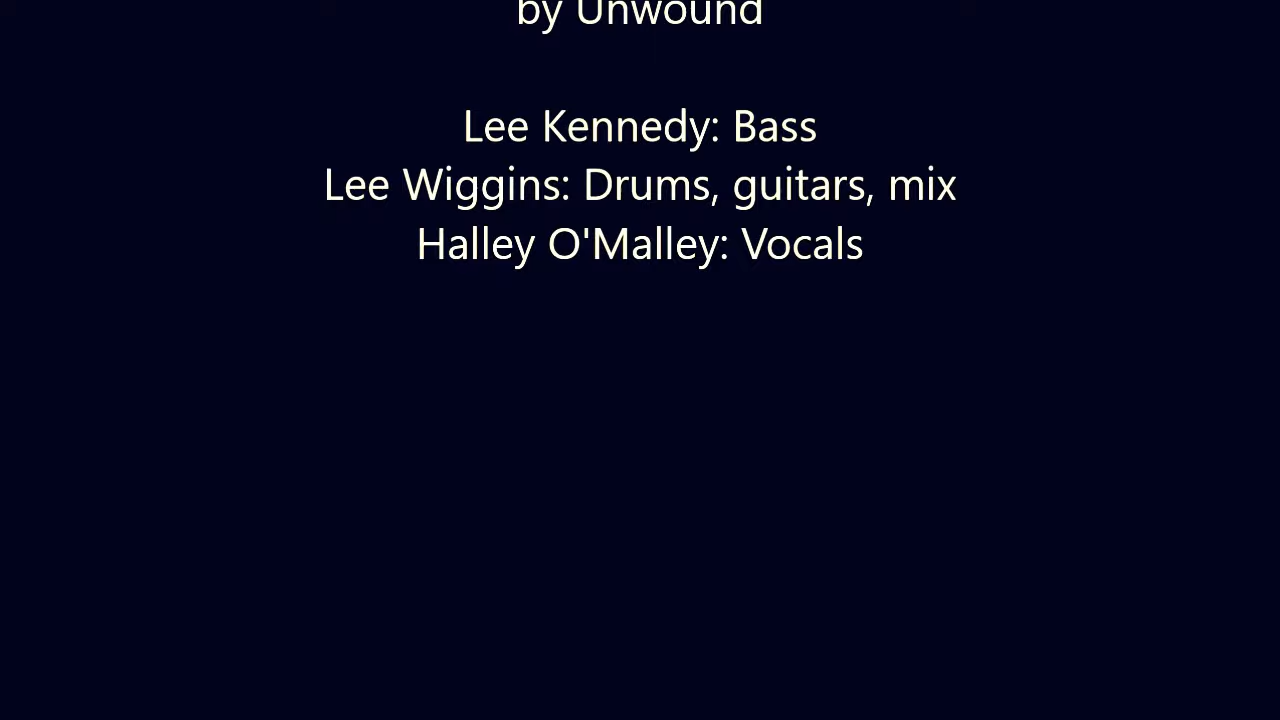 by Unwound
Lee Kennedy: Bass
Lee Wiggins: Drums, guitars, mix
Halley O'Malley: Vocals